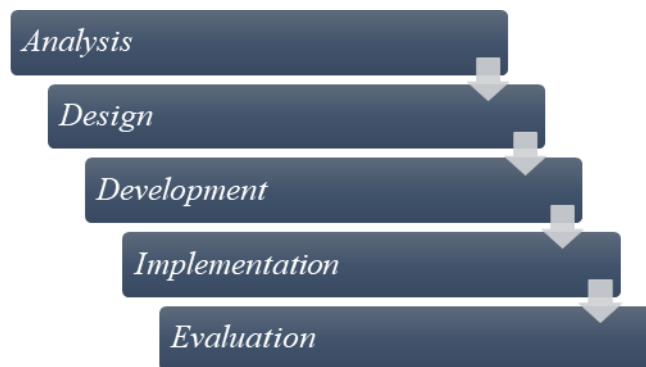 Analysis
Design
Development
Implementation
Evaluation